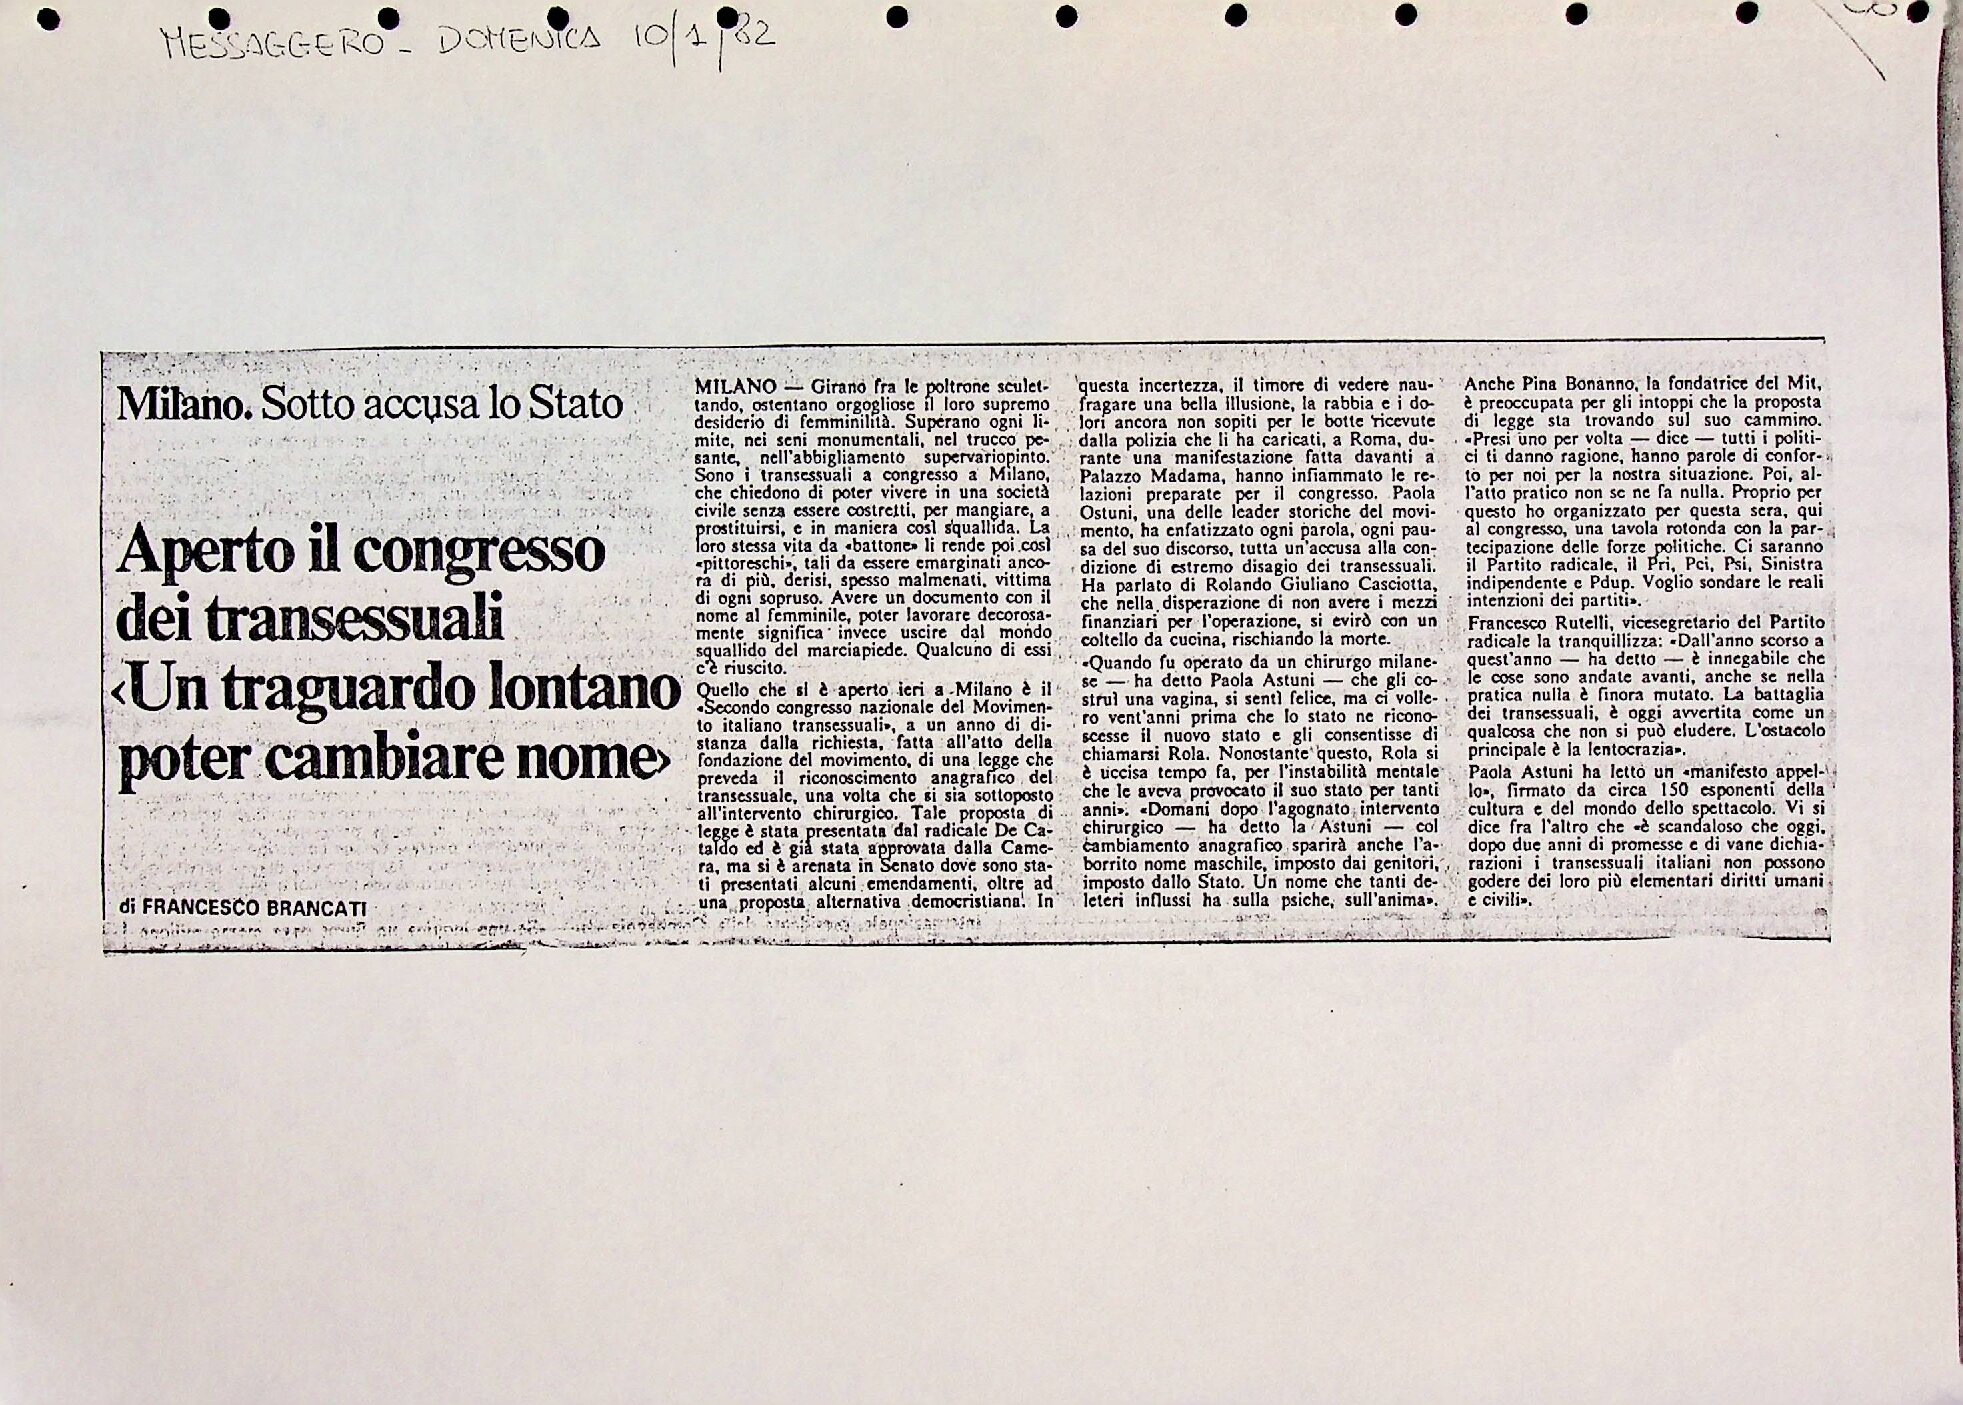 MESSAGGERO - DOMENICA 10/1/82
Milano. Sotto accusa lo Stato
Aperto il congresso
dei transessuali
‹Un traguardo lontano
poter cambiare nome›
di FRANCESCO BRANCATI
MILANO — Girano fra le poltrone sculet-
tando, ostentano orgogliose il loro supremo
desiderio di femminilità. Superano ogni li-
mite, nei seni monumentali, nel trucco pe-
sante, nell'abbigliamento supervariopinto.
Sono i transessuali a congresso a Milano,
che chiedono di poter vivere in una società
civile senza essere costretti, per mangiare, a
prostituirsi, e in maniera così squallida. La
loro stessa vita da «battone» li rende poi così
«pittoreschi», tali da essere emarginati anco-
ra di più, derisi, spesso malmenati, vittima
di ogni sopruso. Avere un documento con il
nome al femminile, poter lavorare decorosa-
mente significa invece uscire dal mondo
squallido del marciapiede. Qualcuno di essi
c'è riuscito.
Quello che si è aperto ieri a Milano è il
«Secondo congresso nazionale del Movimen-
to italiano transessuali», a un anno di di-
stanza dalla richiesta, fatta all'atto della
fondazione del movimento, di una legge che
preveda il riconoscimento anagrafico del
transessuale, una volta che si sia sottoposto
all'intervento chirurgico. Tale proposta di
legge è stata presentata dal radicale De Ca-
taldo ed è già stata approvata dalla Came-
ra, ma si è arenata in Senato dove sono sta-
ti presentati alcuni emendamenti, oltre ad
una proposta alternativa democristiana. In
questa incertezza, il timore di vedere nau-
fragare una bella illusione, la rabbia e i do-
lori ancora non sopiti per le botte ricevute
dalla polizia che li ha caricati, a Roma, du-
rante una manifestazione fatta davanti a
Palazzo Madama, hanno infiammato le re-
lazioni preparate per il congresso. Paola
Ostuni, una delle leader storiche del movi-
mento, ha enfatizzato ogni parola, ogni pau-
sa del suo discorso, tutta un'accusa alla con-
dizione di estremo disagio dei transessuali.
Ha parlato di Rolando Giuliano Casciotta,
che nella disperazione di non avere i mezzi
finanziari per l'operazione, si evirò con un
coltello da cucina, rischiando la morte.
«Quando fu operato da un chirurgo milane-
se — ha detto Paola Astuni — che gli co-
struì una vagina, si sentì felice, ma ci volle-
ro vent'anni prima che lo stato ne ricono-
scesse il nuovo stato e gli consentisse di
chiamarsi Rola. Nonostante questo, Rola si
è uccisa tempo fa, per l'instabilità mentale
che le aveva provocato il suo stato per tanti
anni». «Domani dopo l'agognato intervento
chirurgico — ha detto la Astuni — col
cambiamento anagrafico sparirà anche l'a-
borrito nome maschile, imposto dai genitori,
imposto dallo Stato. Un nome che tanti de-
leteri influssi ha sulla psiche, sull'anima».
Anche Pina Bonanno, la fondatrice del Mit,
è preoccupata per gli intoppi che la proposta
di legge sta trovando sul suo cammino.
«Presi uno per volta — dice — tutti i politi-
ci ti danno ragione, hanno parole di confor-
to per noi per la nostra situazione. Poi, al-
l'atto pratico non se ne fa nulla. Proprio per
questo ho organizzato per questa sera, qui
al congresso, una tavola rotonda con la par-
tecipazione delle forze politiche. Ci saranno
il Partito radicale, il Pri, Pci, Psi, Sinistra
indipendente e Pdup. Voglio sondare le reali
intenzioni dei partiti».
Francesco Rutelli, vicesegretario del Partito
radicale la tranquillizza: «Dall'anno scorso a
quest'anno — ha detto — è innegabile che
le cose sono andate avanti, anche se nella
pratica nulla è finora mutato. La battaglia
dei transessuali, è oggi avvertita come un
qualcosa che non si può eludere. L'ostacolo
principale è la lentocrazia».
Paola Astuni ha letto un «manifesto appel-
lo», firmato da circa 150 esponenti della
cultura e del mondo dello spettacolo. Vi si
dice fra l'altro che «è scandaloso che oggi,
dopo due anni di promesse e di vane dichia-
razioni i transessuali italiani non possono
godere dei loro più elementari diritti umani
e civili».